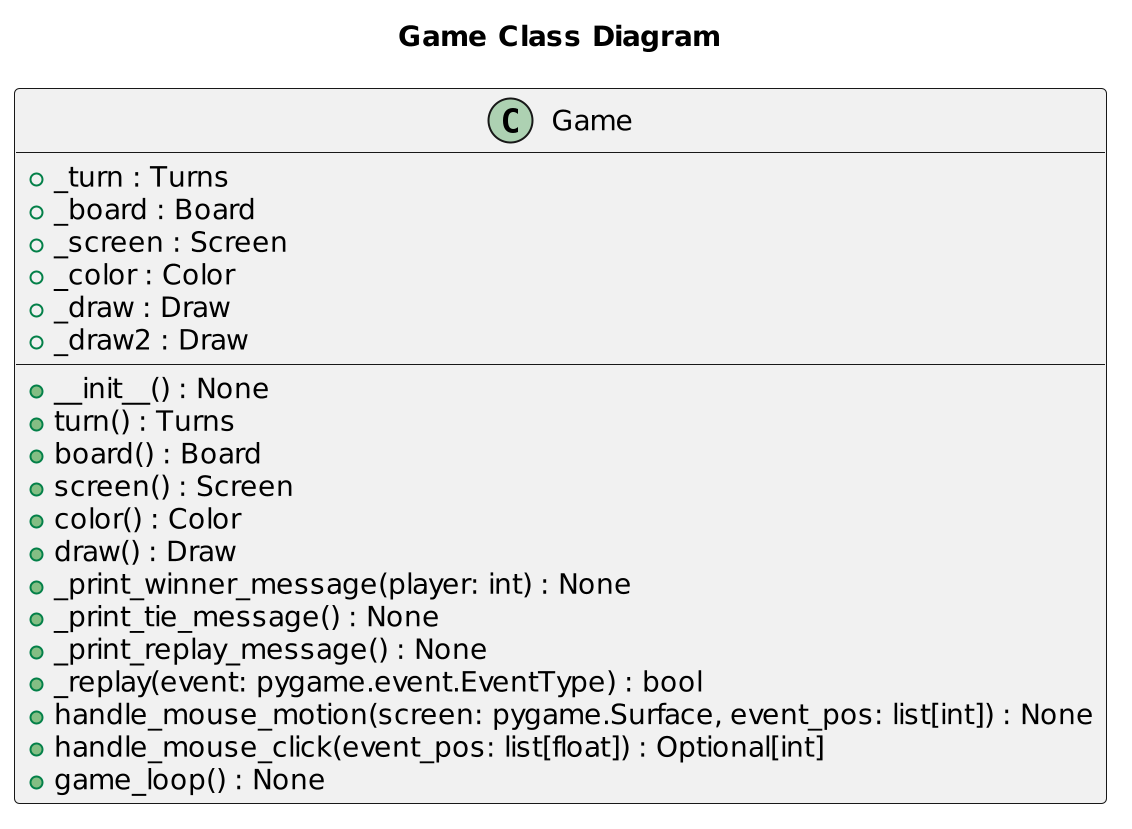 Game Class Diagram
C Game
_turn : Turns
_board : Board
_screen : Screen
_color : Color
_draw : Draw
_draw2 : Draw
__init__() : None
turn() : Turns
board() : Board
screen() : Screen
color() : Color
draw() : Draw
_print_winner_message(player: int) : None
_print_tie_message() : None
_print_replay_message() : None
_replay(event: pygame.event.EventType) : bool
handle_mouse_motion(screen: pygame.Surface, event_pos: list[int]) : None
handle_mouse_click(event_pos: list[float]) : Optional[int]
game_loop() : None